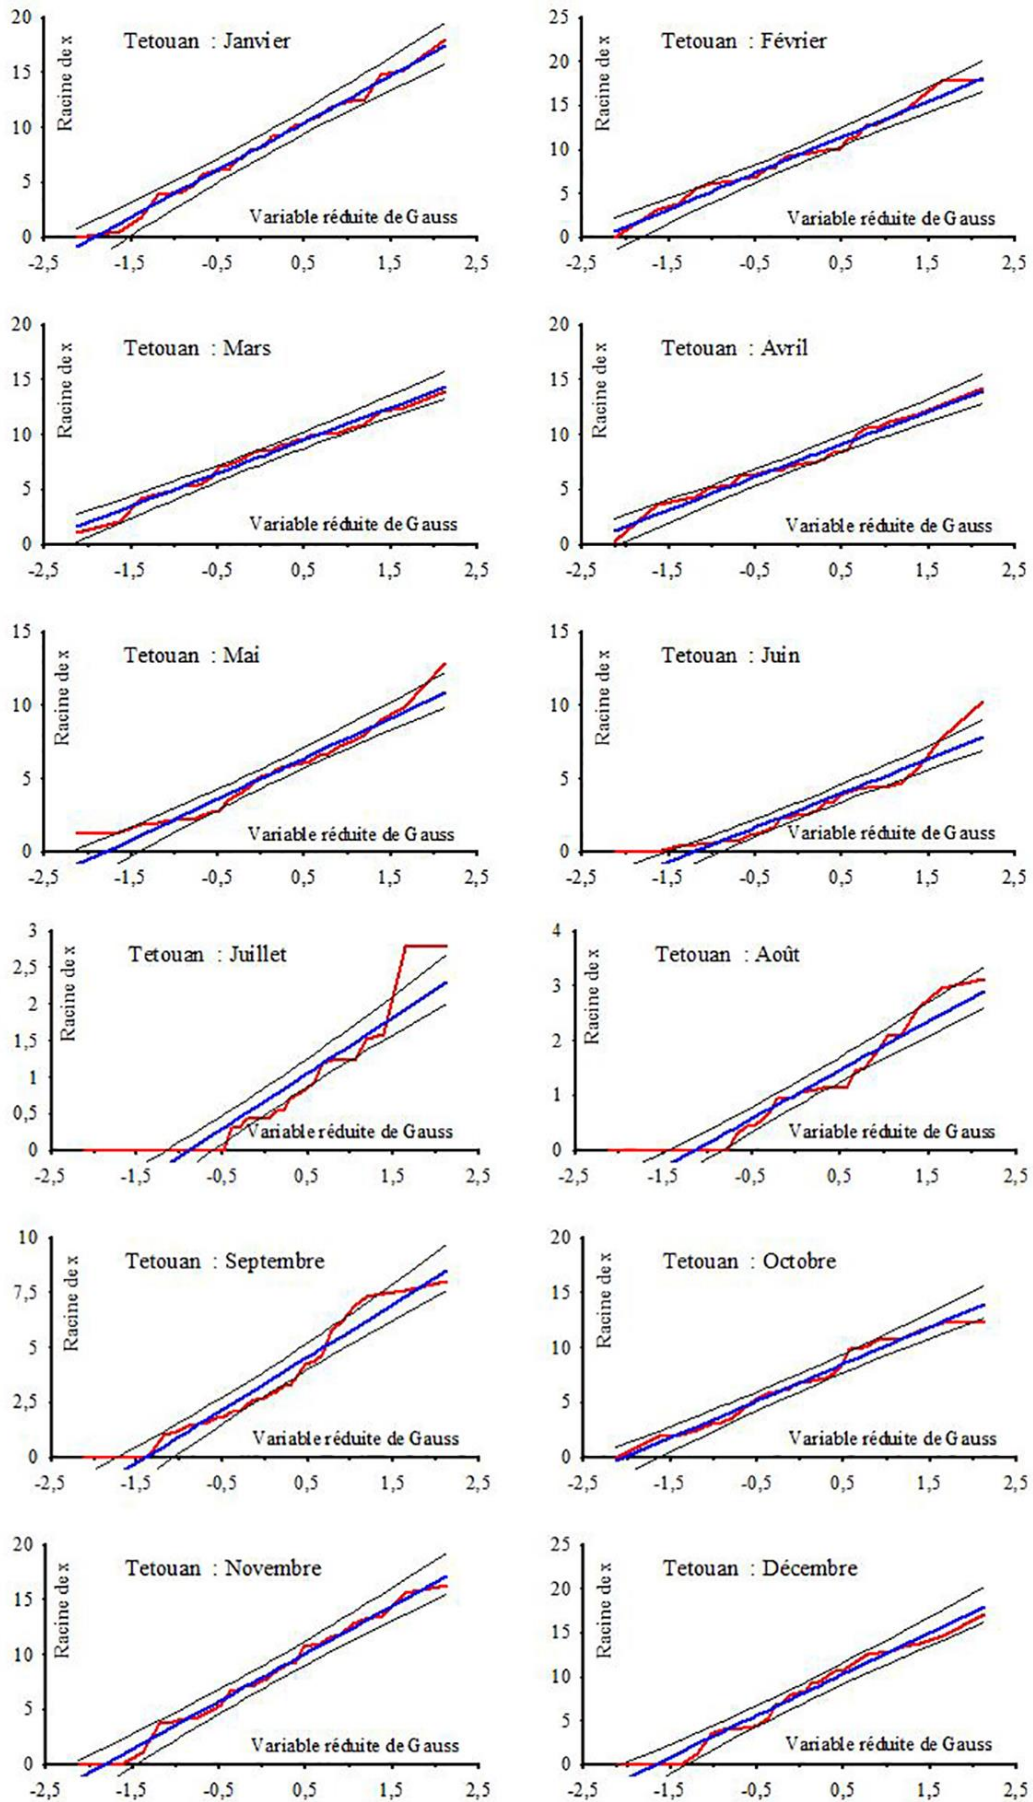 Tetouan : Janvier
Racine de x
20
15
10
5
0
Variable réduite de Gauss
-2,5 -1,5 -0,5 0,5 1,5 2,5
Tetouan : Février
Racine de x
25
20
15
10
5
0
Variable réduite de Gauss
-2,5 -1,5 -0,5 0,5 1,5 2,5
Tetouan : Mars
Racine de x
20
15
10
5
0
Variable réduite de Gauss
-2,5 -1,5 -0,5 0,5 1,5 2,5
Tetouan : Avril
Racine de x
20
15
10
5
0
Variable réduite de Gauss
-2,5 -1,5 -0,5 0,5 1,5 2,5
Tetouan : Mai
Racine de x
15
10
5
0
Variable réduite de Gauss
-2,5 -1,5 -0,5 0,5 1,5 2,5
Tetouan : Juin
Racine de x
15
10
5
0
Variable réduite de Gauss
-2,5 -1,5 -0,5 0,5 1,5 2,5
Tetouan : Juillet
Racine de x
3
2,5
2
1,5
1
0,5
0
Variable réduite de Gauss
-2,5 -1,5 -0,5 0,5 1,5 2,5
Tetouan : Août
Racine de x
4
3
2
1
0
Variable réduite de Gauss
-2,5 -1,5 -0,5 0,5 1,5 2,5
Tetouan : Septembre
Racine de x
10
7,5
5
2,5
0
Variable réduite de Gauss
-2,5 -1,5 -0,5 0,5 1,5 2,5
Tetouan : Octobre
Racine de x
20
15
10
5
0
Variable réduite de Gauss
-2,5 -1,5 -0,5 0,5 1,5 2,5
Tetouan : Novembre
Racine de x
20
15
10
5
0
Variable réduite de Gauss
-2,5 -1,5 -0,5 0,5 1,5 2,5
Tetouan : Décembre
Racine de x
25
20
15
10
5
0
Variable réduite de Gauss
-2,5 -1,5 -0,5 0,5 1,5 2,5